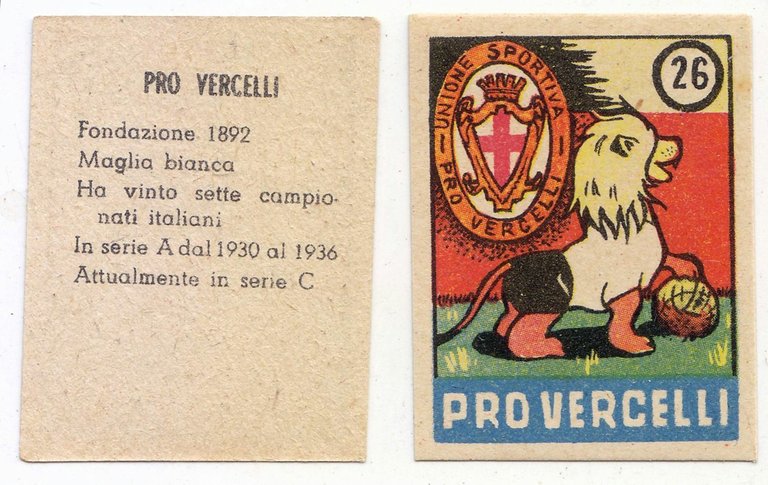 PRO VERCELLI
Fondazione 1892
Maglia bianca
Ha vinto sette campio-
nati italiani
In serie A dal 1930 al 1936
Attualmente in serie C
UNIONE SPORTIVA
PRO VERCELLI
26
PRO VERCELLI